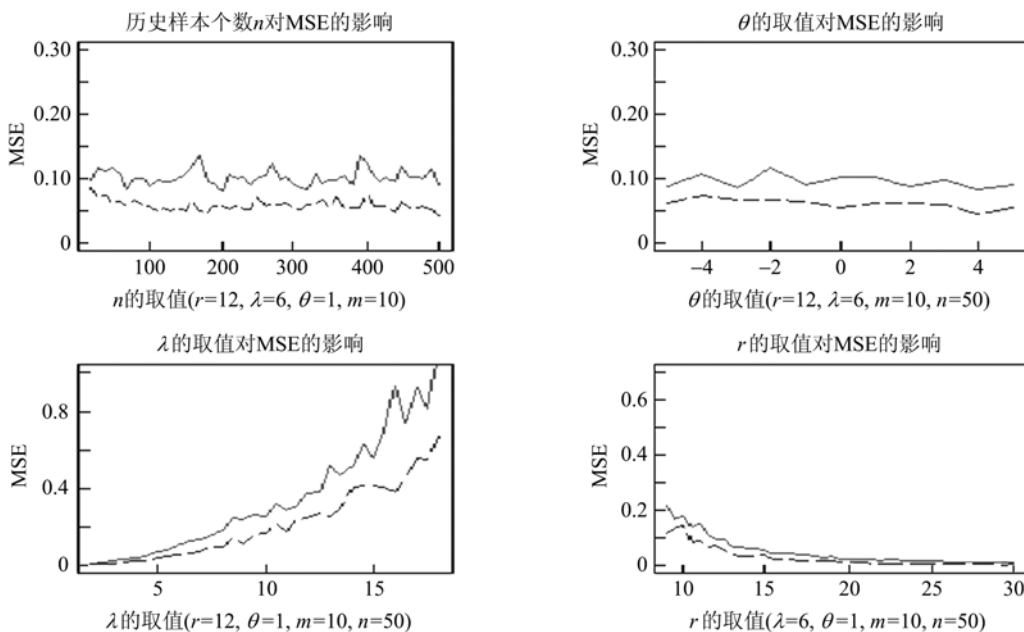 历史样本个数n对MSE的影响
0.30
0.20
0.10
0
MSE
100 200 300 400 500
n的取值(r=12, λ=6, θ=1, m=10)
θ的取值对MSE的影响
0.30
0.20
0.10
0
MSE
−4 −2 0 2 4
θ的取值(r=12, λ=6, m=10, n=50)
λ的取值对MSE的影响
0.8
0.4
0
MSE
5 10 15
λ的取值(r=12, θ=1, m=10, n=50)
r的取值对MSE的影响
0.6
0.4
0.2
0
MSE
10 15 20 25 30
r的取值(λ=6, θ=1, m=10, n=50)